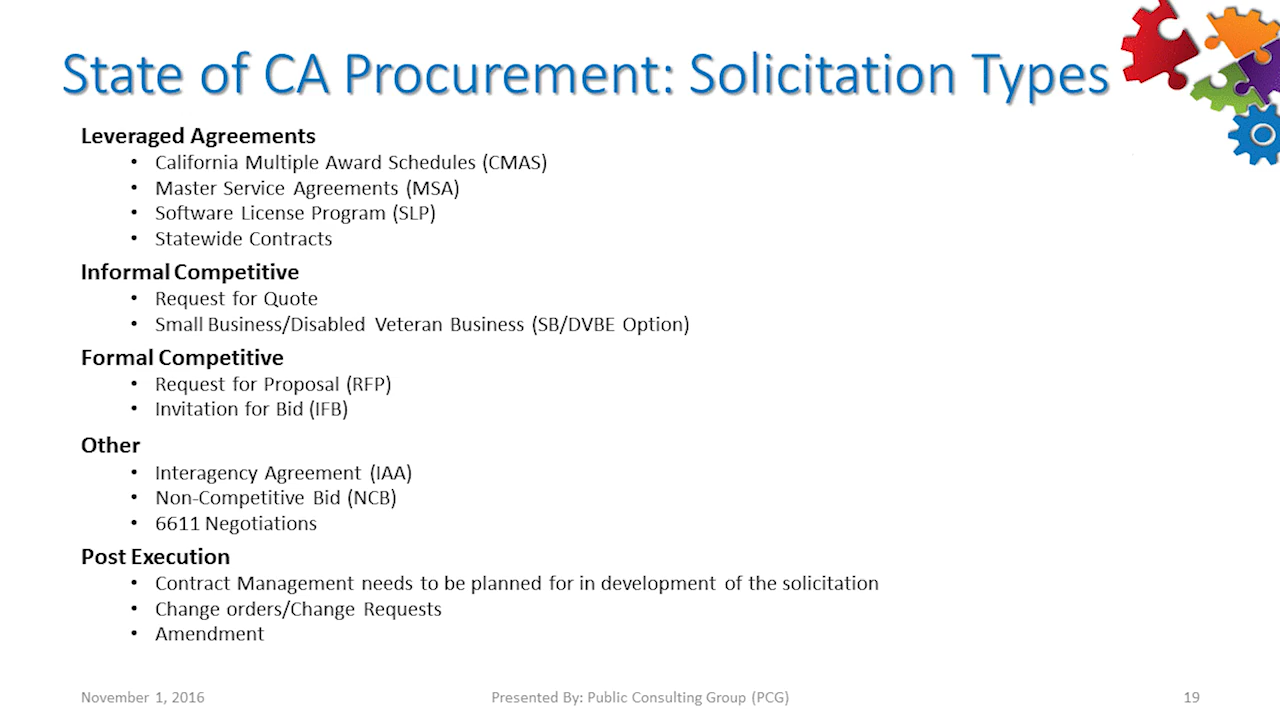 State of CA Procurement: Solicitation Types
Leveraged Agreements
• California Multiple Award Schedules (CMAS)
• Master Service Agreements (MSA)
• Software License Program (SLP)
• Statewide Contracts
Informal Competitive
• Request for Quote
• Small Business/Disabled Veteran Business (SB/DVBE Option)
Formal Competitive
• Request for Proposal (RFP)
• Invitation for Bid (IFB)
Other
• Interagency Agreement (IAA)
• Non-Competitive Bid (NCB)
• 6611 Negotiations
Post Execution
• Contract Management needs to be planned for in development of the solicitation
• Change orders/Change Requests
• Amendment
November 1, 2016
Presented By: Public Consulting Group (PCG)
19